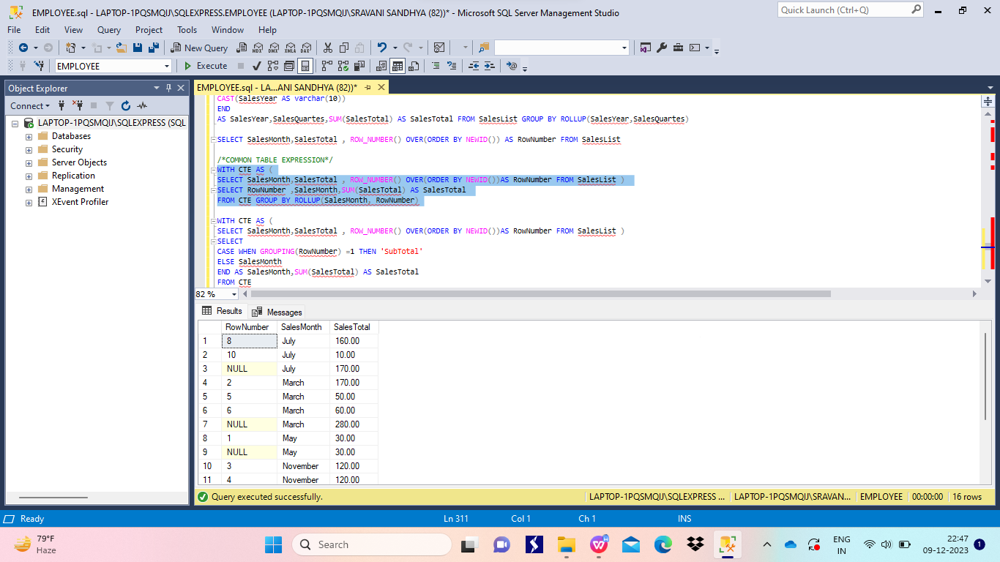 EMPLOYEE.sql - LAPTOP-1PQSMQIJ\SQLEXPRESS.EMPLOYEE (LAPTOP-1PQSMQIJ\SRAVANI SANDHYA (82))* - Microsoft SQL Server Management Studio
Quick Launch (Ctrl+Q)
File Edit View Query Project Tools Window Help
New Query MDX DMX XMLA DAX
EMPLOYEE Execute
Object Explorer
EMPLOYEE.sql - LA...ANI SANDHYA (82))*
Connect
LAPTOP-1PQSMQIJ\SQLEXPRESS (SQL
Databases
Security
Server Objects
Replication
Management
XEvent Profiler
CAST(SalesYear AS varchar(10))
END
AS SalesYear,SalesQuartes,SUM(SalesTotal) AS SalesTotal FROM SalesList GROUP BY ROLLUP(SalesYear,SalesQuartes)
SELECT SalesMonth,SalesTotal , ROW_NUMBER() OVER(ORDER BY NEWID()) AS RowNumber FROM SalesList
/*COMMON TABLE EXPRESSION*/
WITH CTE AS (
SELECT SalesMonth,SalesTotal , ROW_NUMBER() OVER(ORDER BY NEWID())AS RowNumber FROM SalesList )
SELECT RowNumber ,SalesMonth,SUM(SalesTotal) AS SalesTotal
FROM CTE GROUP BY ROLLUP(SalesMonth, RowNumber)
WITH CTE AS (
SELECT SalesMonth,SalesTotal , ROW_NUMBER() OVER(ORDER BY NEWID())AS RowNumber FROM SalesList )
SELECT
CASE WHEN GROUPING(RowNumber) =1 THEN 'SubTotal'
ELSE SalesMonth
END AS SalesMonth,SUM(SalesTotal) AS SalesTotal
FROM CTE
82 %
Results Messages
RowNumber SalesMonth SalesTotal
1 8 July 160.00
2 10 July 10.00
3 NULL July 170.00
4 2 March 170.00
5 5 March 50.00
6 6 March 60.00
7 NULL March 280.00
8 1 May 30.00
9 NULL May 30.00
10 3 November 120.00
11 4 November 120.00
Query executed successfully. LAPTOP-1PQSMQIJ\SQLEXPRESS ... LAPTOP-1PQSMQIJ\SRAVAN... EMPLOYEE 00:00:00 16 rows
Ready Ln 311 Col 1 Ch 1 INS
79°F
Haze
Search
ENG
IN
22:47
09-12-2023
1